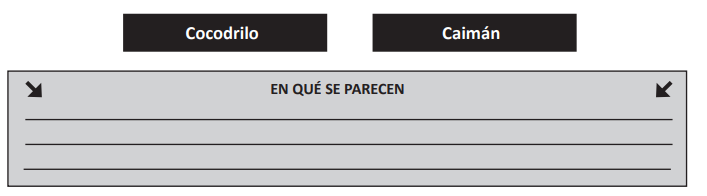 Cocodrilo
Caimán
EN QUÉ SE PARECEN